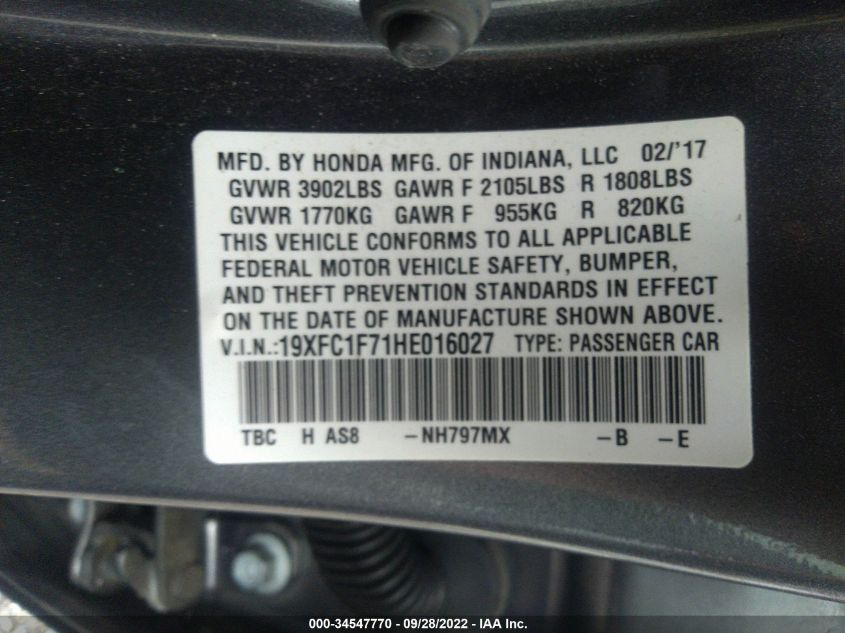 MFD. BY HONDA MFG. OF INDIANA, LLC 02/'17
GVWR 3902LBS GAWR F 2105LBS R 1808LBS
GVWR 1770KG GAWR F 955KG R 820KG
THIS VEHICLE CONFORMS TO ALL APPLICABLE
FEDERAL MOTOR VEHICLE SAFETY, BUMPER,
AND THEFT PREVENTION STANDARDS IN EFFECT
ON THE DATE OF MANUFACTURE SHOWN ABOVE.
V.I.N.:19XFC1F71HE016027 TYPE: PASSENGER CAR
TBC H AS8 -NH797MX -B -E
000-34547770 - 09/28/2022 - IAA Inc.